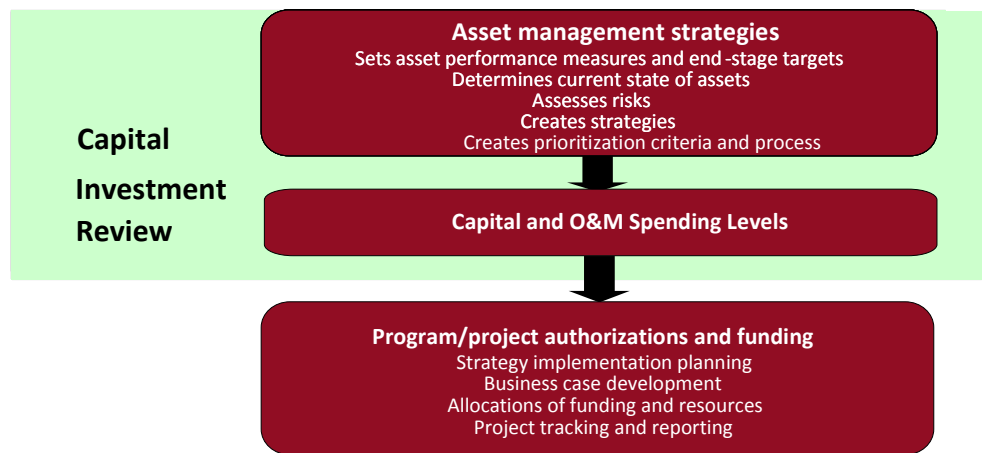 Capital
Investment
Review
Asset management strategies
Sets asset performance measures and end-stage targets
Determines current state of assets
Assesses risks
Creates strategies
Creates prioritization criteria and process
Capital and O&M Spending Levels
Program/project authorizations and funding
Strategy implementation planning
Business case development
Allocations of funding and resources
Project tracking and reporting